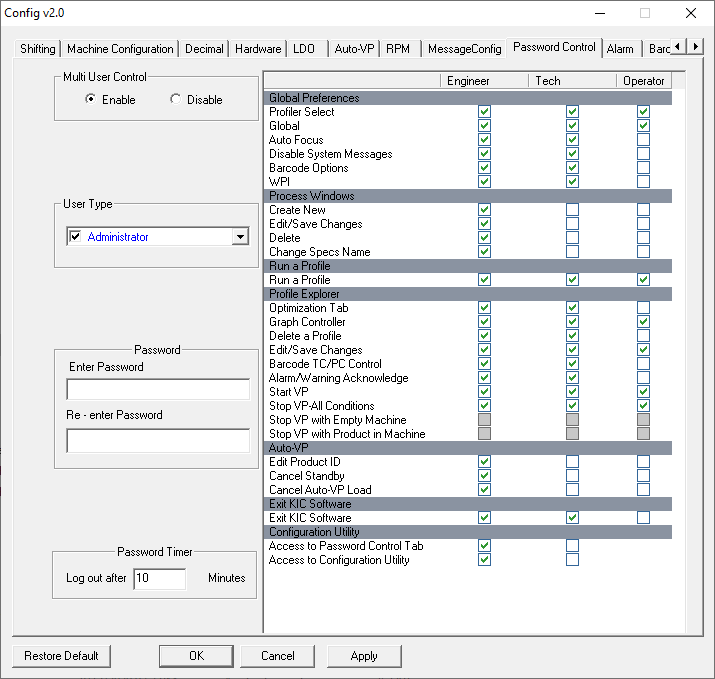 Config v2.0
Shifting Machine Configuration Decimal Hardware LDO Auto-VP RPM MessageConfig Password Control Alarm Barc
Multi User Control
Enable Disable
User Type
Administrator
Password
Enter Password
Re - enter Password
Password Timer
Log out after 10 Minutes
Engineer Tech Operator
Global Preferences
Profiler Select
Global
Auto Focus
Disable System Messages
Barcode Options
WPI
Process Windows
Create New
Edit/Save Changes
Delete
Change Specs Name
Run a Profile
Run a Profile
Profile Explorer
Optimization Tab
Graph Controller
Delete a Profile
Edit/Save Changes
Barcode TC/PC Control
Alarm/Warning Acknowledge
Start VP
Stop VP-All Conditions
Stop VP with Empty Machine
Stop VP with Product in Machine
Auto-VP
Edit Product ID
Cancel Standby
Cancel Auto-VP Load
Exit KIC Software
Exit KIC Software
Configuration Utility
Access to Password Control Tab
Access to Configuration Utility
Restore Default OK Cancel Apply